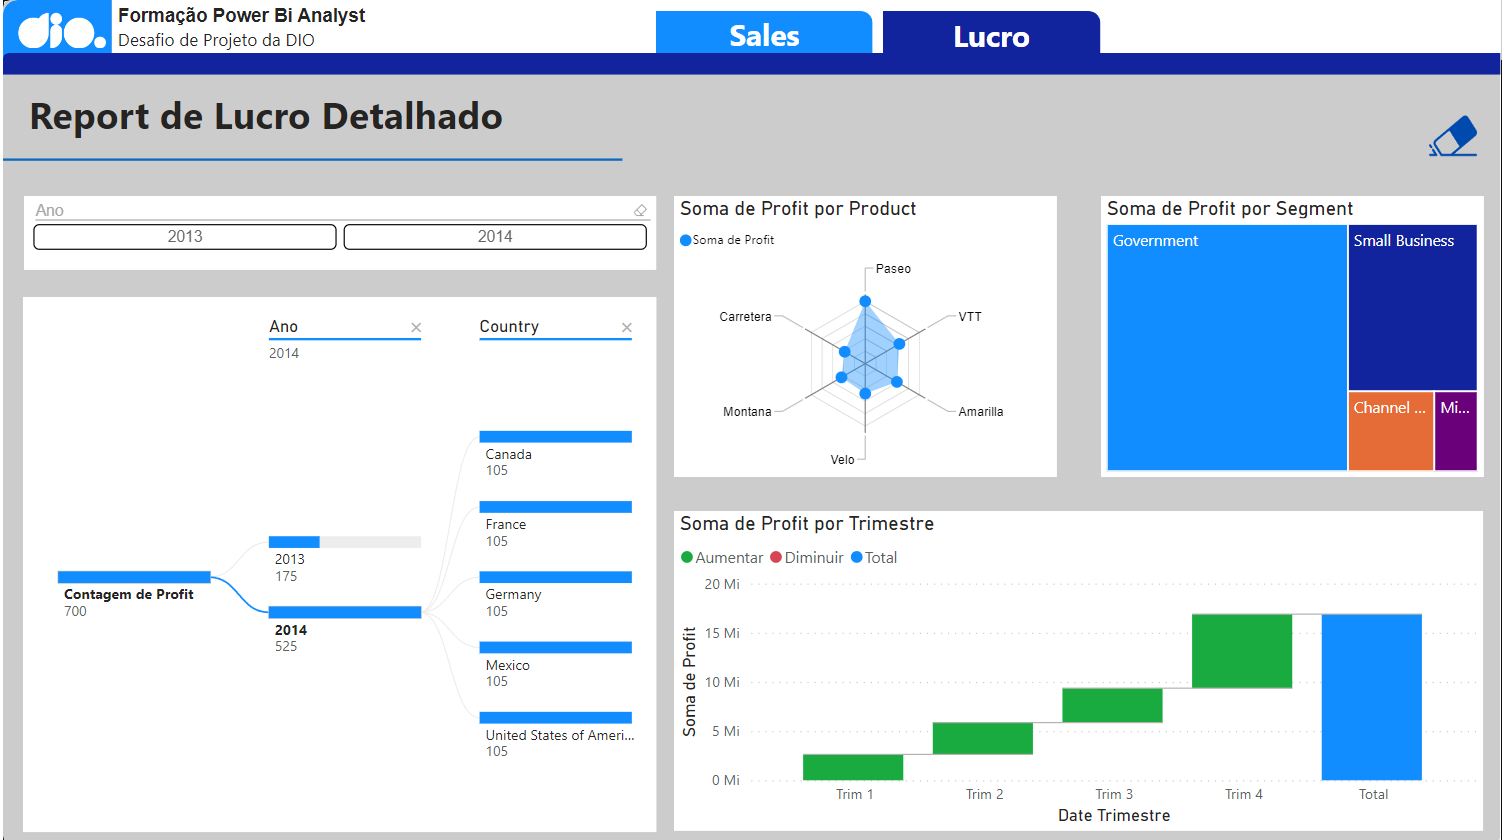 dio.
Formação Power Bi Analyst
Desafio de Projeto da DIO
Sales
Lucro
Report de Lucro Detalhado
Ano
2013
2014
Ano
2014
Country
Contagem de Profit
700
2013
175
2014
525
Canada
105
France
105
Germany
105
Mexico
105
United States of Ameri...
105
Soma de Profit por Product
Soma de Profit
Paseo
VTT
Amarilla
Velo
Montana
Carretera
Soma de Profit por Segment
Government
Small Business
Channel ...
Mi...
Soma de Profit por Trimestre
Aumentar Diminuir Total
Soma de Profit
20 Mi
15 Mi
10 Mi
5 Mi
0 Mi
Trim 1 Trim 2 Trim 3 Trim 4 Total
Date Trimestre